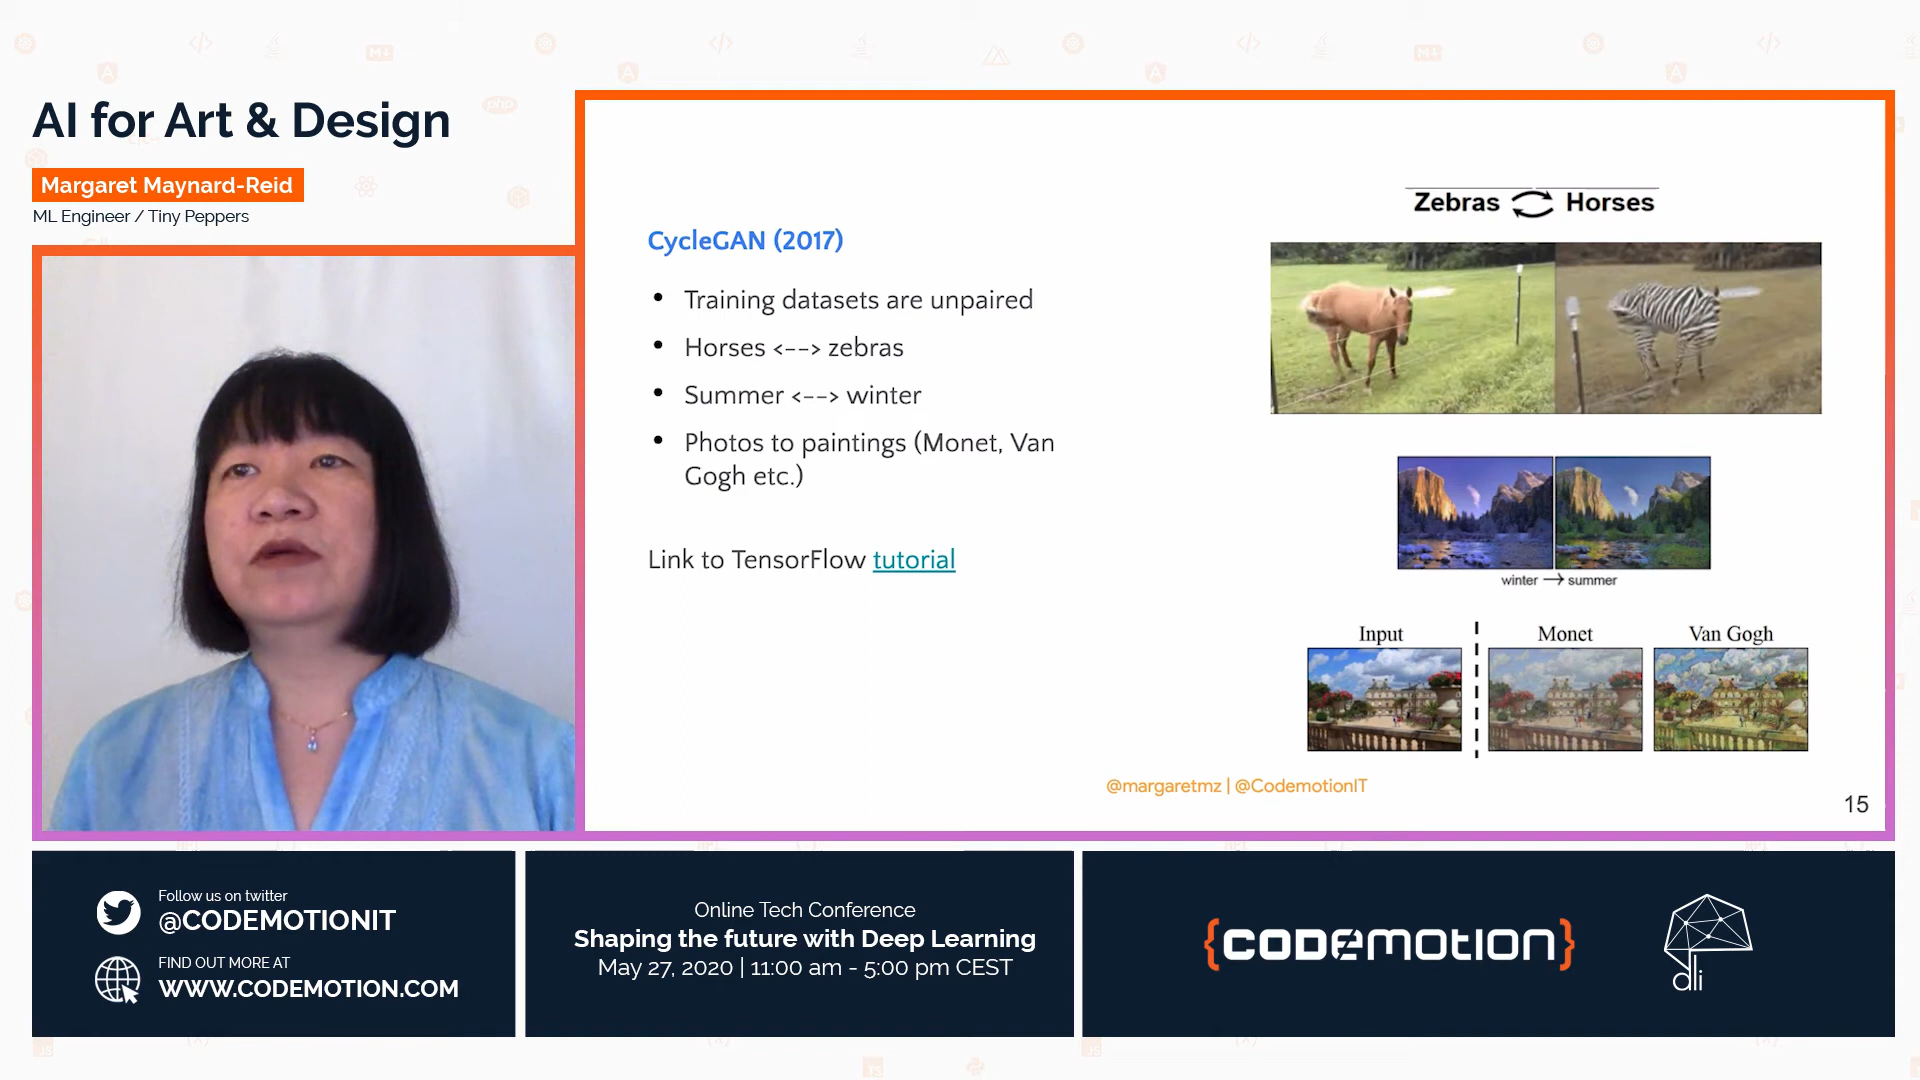 AI for Art & Design
Margaret Maynard-Reid
ML Engineer / Tiny Peppers
CycleGAN (2017)
• Training datasets are unpaired
• Horses <--> zebras
• Summer <--> winter
• Photos to paintings (Monet, Van
Gogh etc.)
Link to TensorFlow tutorial
Zebras Horses
winter → summer
Input Monet Van Gogh
@margaretmz | @CodemotionIT
15
Follow us on twitter
@CODEMOTIONIT
FIND OUT MORE AT
WWW.CODEMOTION.COM
Online Tech Conference
Shaping the future with Deep Learning
May 27, 2020 | 11:00 am - 5:00 pm CEST
{CODEMOTION}
dli